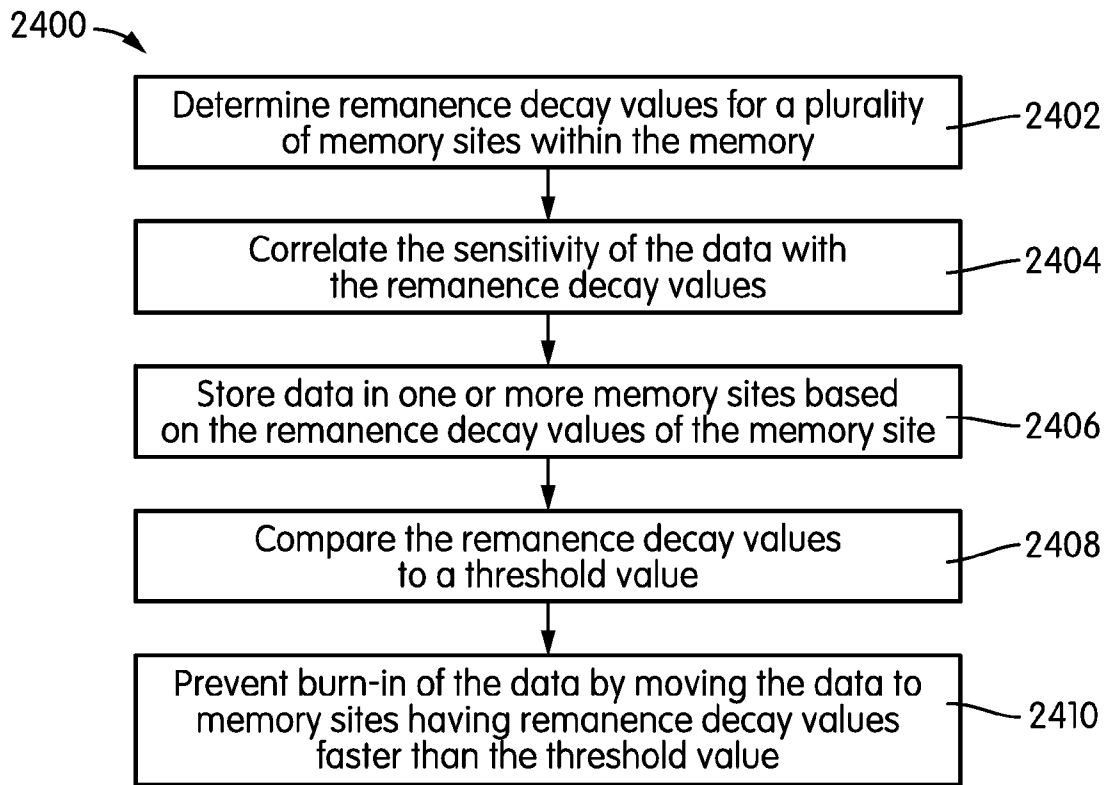 2400
Determine remanence decay values for a plurality
of memory sites within the memory
2402
Correlate the sensitivity of the data with
the remanence decay values
2404
Store data in one or more memory sites based
on the remanence decay values of the memory site
2406
Compare the remanence decay values
to a threshold value
2408
Prevent burn-in of the data by moving the data to
memory sites having remanence decay values
faster than the threshold value
2410